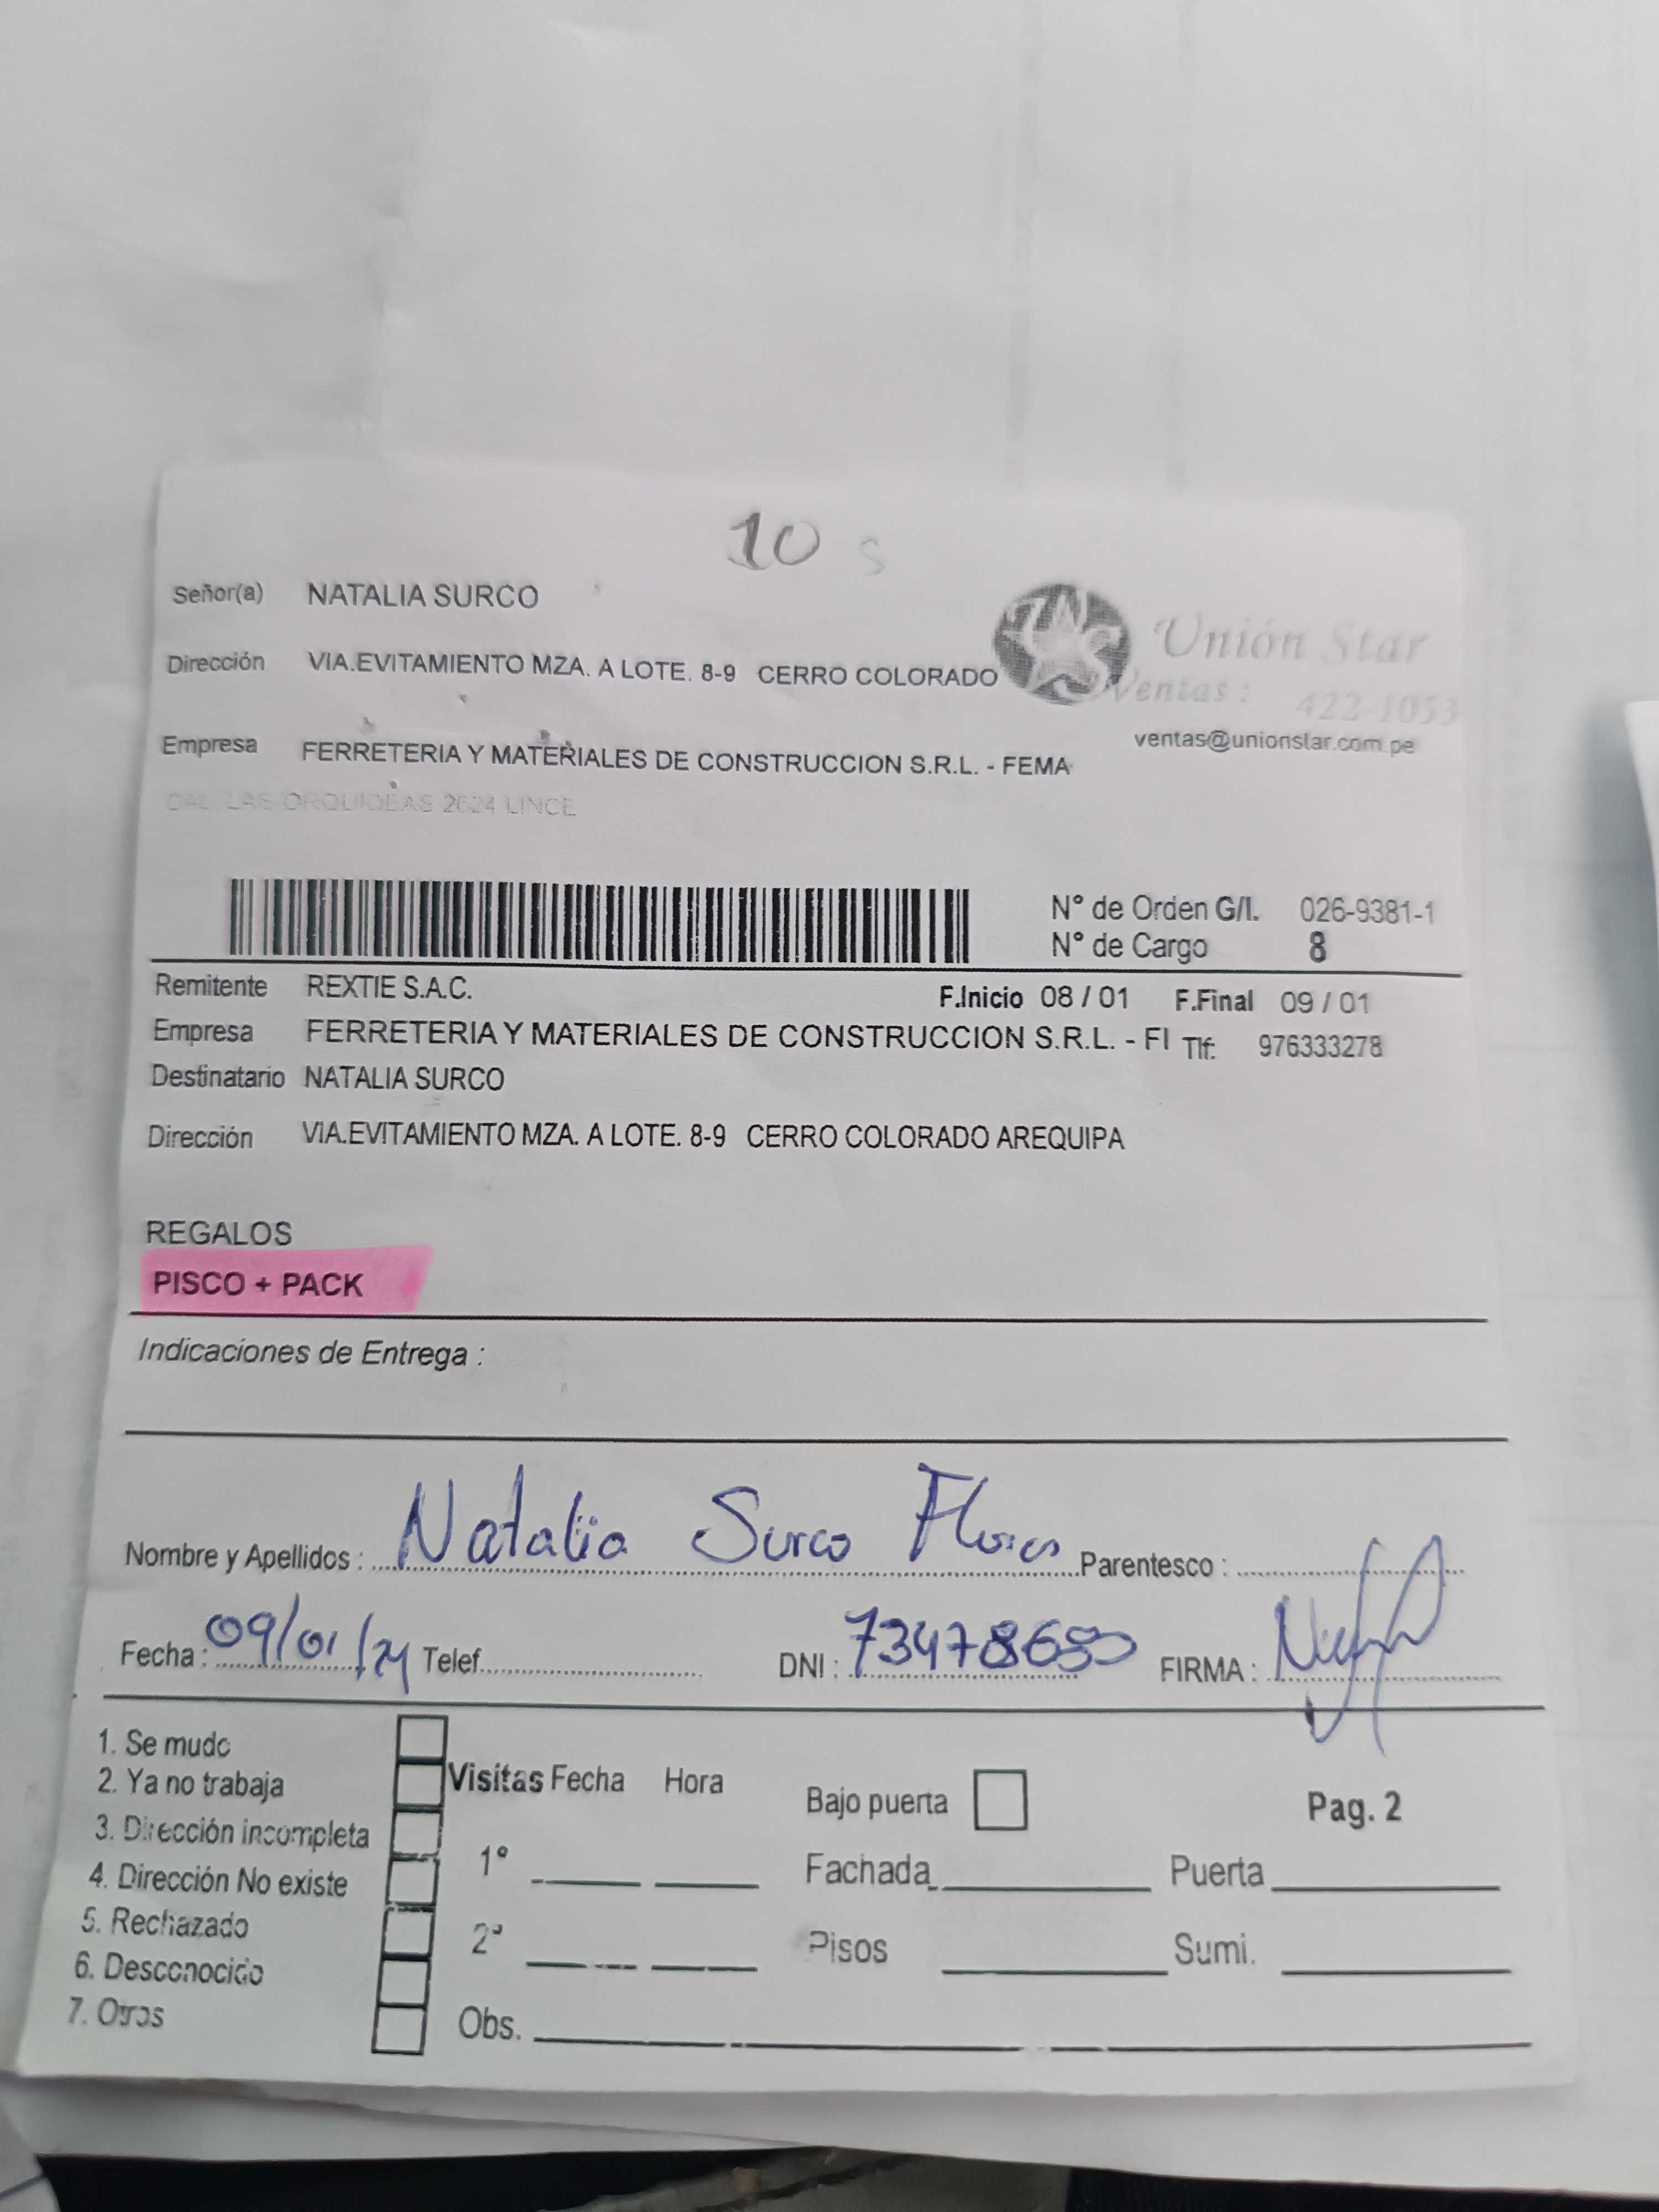 10 S
Señor(a) NATALIA SURCO
Unión Star
Dirección VIA.EVITAMIENTO MZA. A LOTE. 8-9 CERRO COLORADO
Ventas : 422-1053
ventas@unionstar.com.pe
Empresa FERRETERIA Y MATERIALES DE CONSTRUCCION S.R.L. - FEMA
LAS ORQUIDEAS 2624 LINCE
N° de Orden G/I. 026-9381-1
N° de Cargo 8
Remitente REXTIE S.A.C. F.Inicio 08 / 01 F.Final 09 / 01
Empresa FERRETERIA Y MATERIALES DE CONSTRUCCION S.R.L. - FI Tlf: 976333278
Destinatario NATALIA SURCO
Dirección VIA.EVITAMIENTO MZA. A LOTE. 8-9 CERRO COLORADO AREQUIPA
REGALOS
PISCO + PACK
Indicaciones de Entrega :
Nombre y Apellidos : Natalia Surco Flores Parentesco :
Fecha : 09/01/24 Telef. DNI : FIRMA :
1. Se mudo
2. Ya no trabaja
3. Dirección incompleta
4. Dirección No existe
5. Rechazado
6. Desconocido
7. Otros
Visitas Fecha Hora
1°
2°
Obs.
Bajo puerta
Pag. 2
Fachada Puerta
Pisos Sumi.